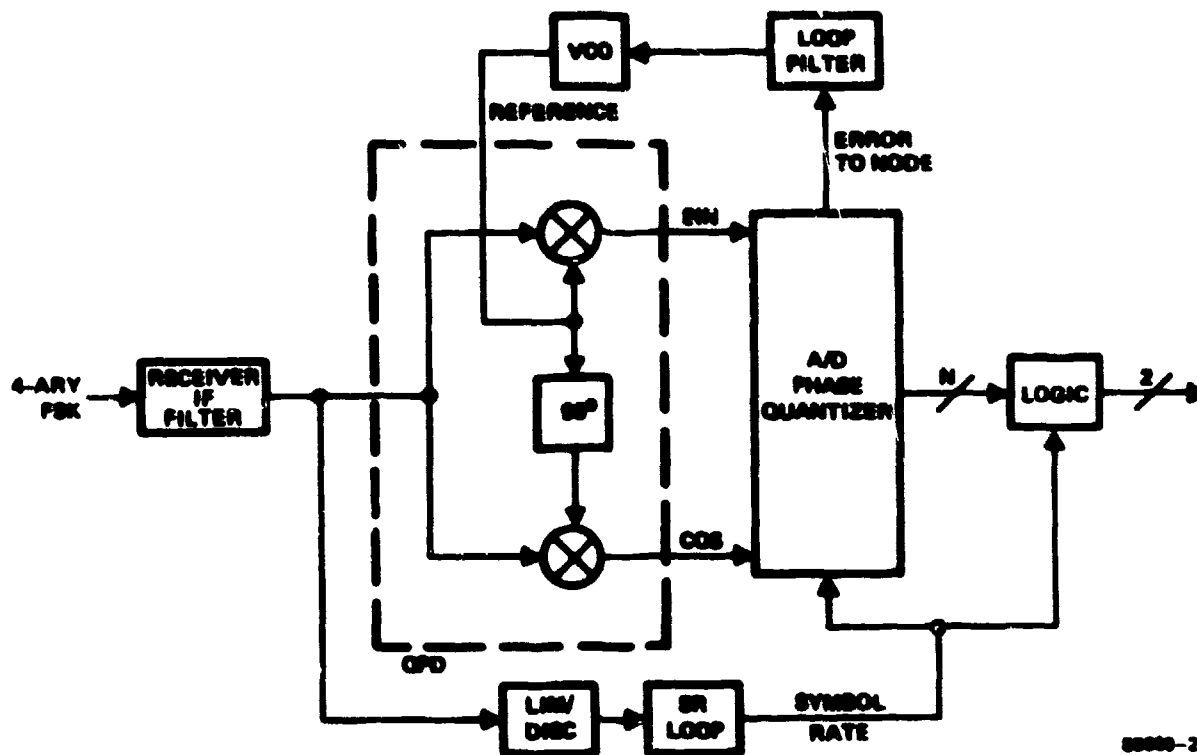 VCO
LOOP
FILTER
REFERENCE
ERROR
TO NODE
SIN
4-ARY
FSK
RECEIVER
IF
FILTER
90°
A/D
PHASE
QUANTIZER
N
LOGIC
2
COS
QPD
LIM/
DISC
SR
LOOP
SYMBOL
RATE